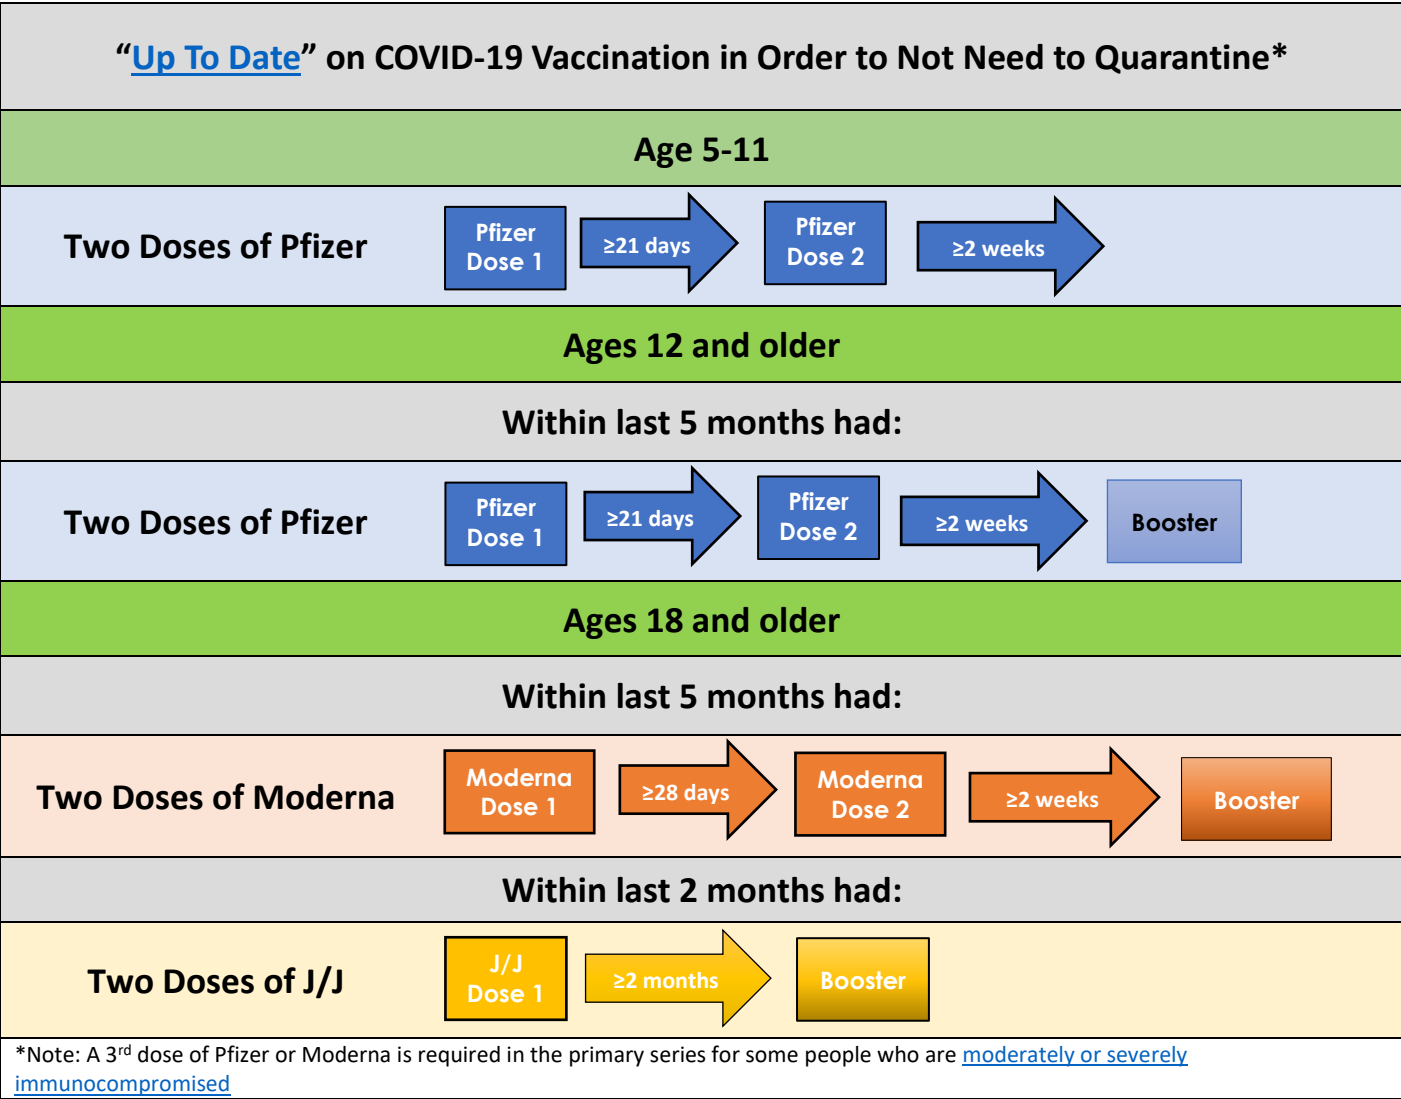 “Up To Date” on COVID-19 Vaccination in Order to Not Need to Quarantine*
Age 5-11
Two Doses of Pfizer
Pfizer
Dose 1
≥21 days
Pfizer
Dose 2
≥2 weeks
Ages 12 and older
Within last 5 months had:
Two Doses of Pfizer
Pfizer
Dose 1
≥21 days
Pfizer
Dose 2
≥2 weeks
Booster
Ages 18 and older
Within last 5 months had:
Two Doses of Moderna
Moderna
Dose 1
≥28 days
Moderna
Dose 2
≥2 weeks
Booster
Within last 2 months had:
Two Doses of J/J
J/J
Dose 1
≥2 months
Booster
*Note: A 3rd dose of Pfizer or Moderna is required in the primary series for some people who are moderately or severely
immunocompromised